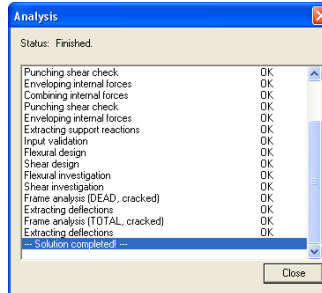 Analysis
Status: Finished.
Punching shear check OK
Enveloping internal forces OK
Combining internal forces OK
Punching shear check OK
Enveloping internal forces OK
Extracting support reactions OK
Input validation OK
Flexural design OK
Shear design OK
Flexural investigation OK
Shear investigation OK
Frame analysis (DEAD, cracked) OK
Extracting deflections OK
Frame analysis (TOTAL, cracked) OK
Extracting deflections OK
--- Solution completed! ---
Close